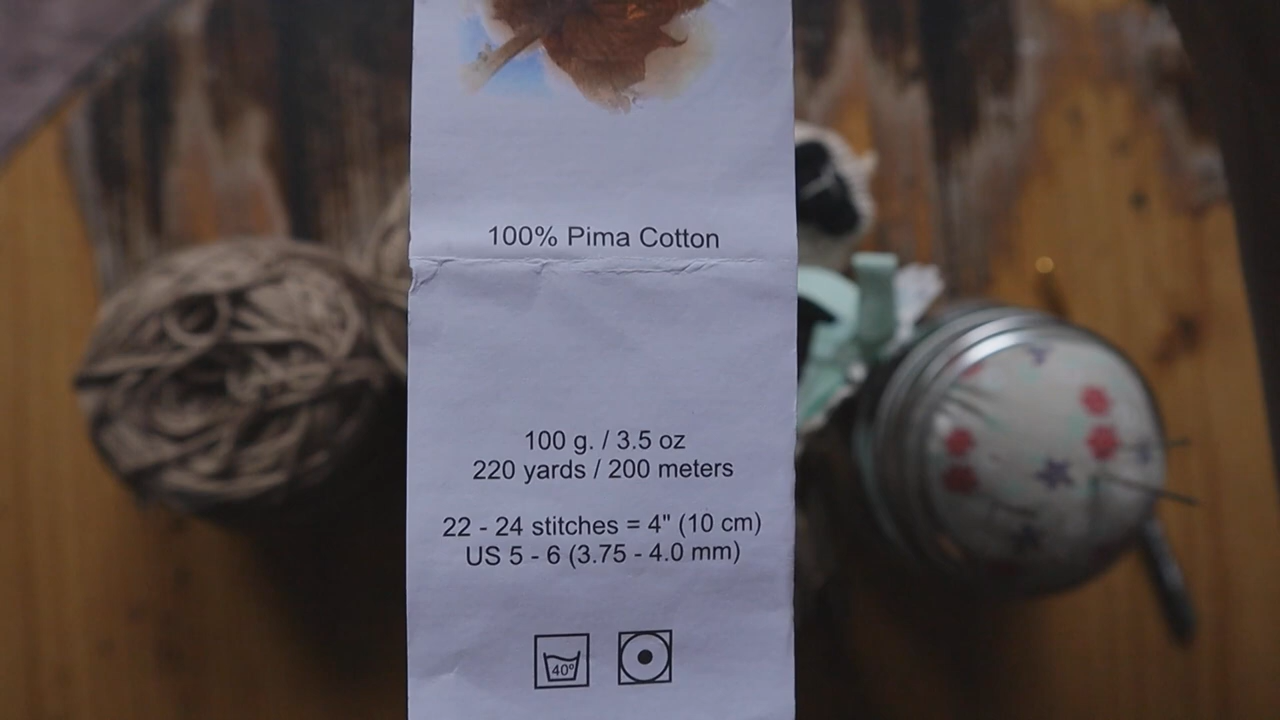 100% Pima Cotton
100 g. / 3.5 oz
220 yards / 200 meters
22 - 24 stitches = 4" (10 cm)
US 5 - 6 (3.75 - 4.0 mm)
40º